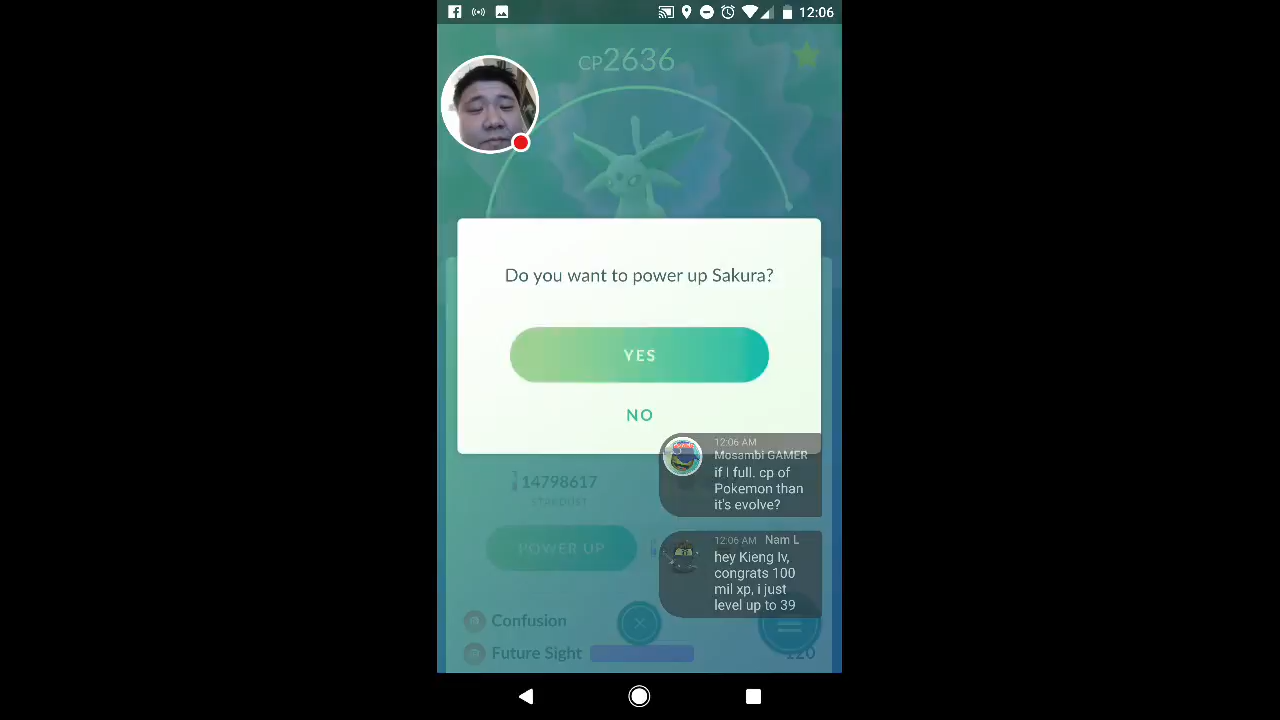 12:06
CP2636
Do you want to power up Sakura?
YES
NO
12:06 AM
Mosambi GAMER
if I full. cp of
Pokemon than
it's evolve?
14798617
STARDUST
12:06 AM Nam L
hey Kieng Iv,
congrats 100
mil xp, i just
level up to 39
POWER UP
Confusion
Future Sight
120